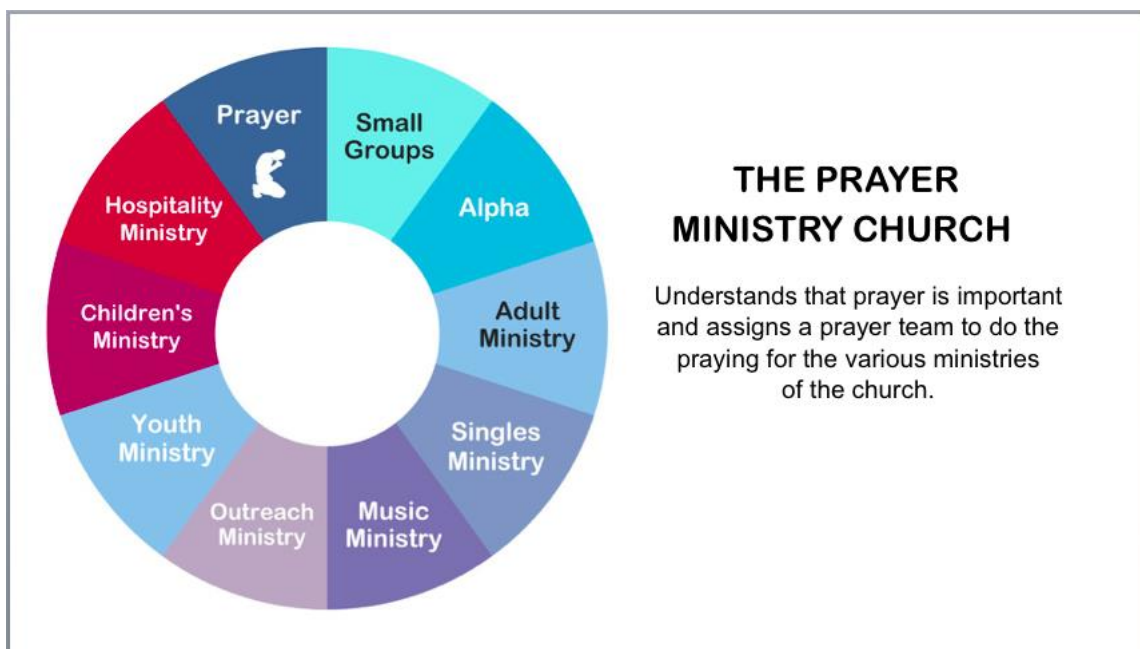 Prayer
Small
Groups
Alpha
Adult
Ministry
Singles
Ministry
Music
Ministry
Outreach
Ministry
Youth
Ministry
Children's
Ministry
Hospitality
Ministry
THE PRAYER
MINISTRY CHURCH
Understands that prayer is important
and assigns a prayer team to do the
praying for the various ministries
of the church.